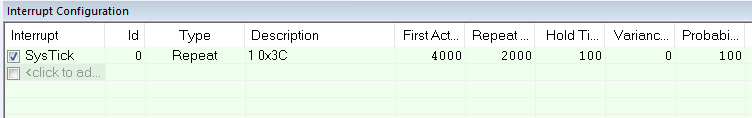 Interrupt Configuration
Interrupt Id Type Description First Act... Repeat ... Hold Ti... Varianc... Probabi...
SysTick 0 Repeat 1 0x3C 4000 2000 100 0 100
<click to ad...